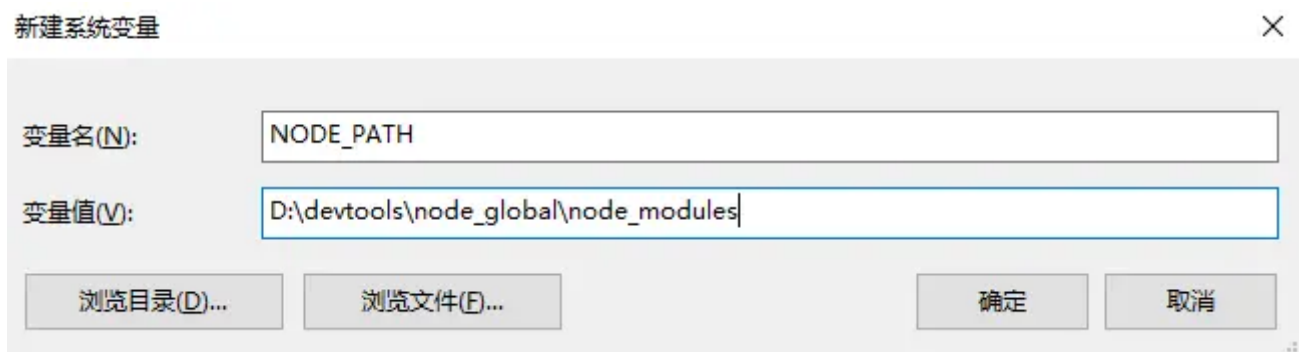 新建系统变量
变量名(N): NODE_PATH
变量值(V): D:\devtools\node_global\node_modules
浏览目录(D)... 浏览文件(F)... 确定 取消